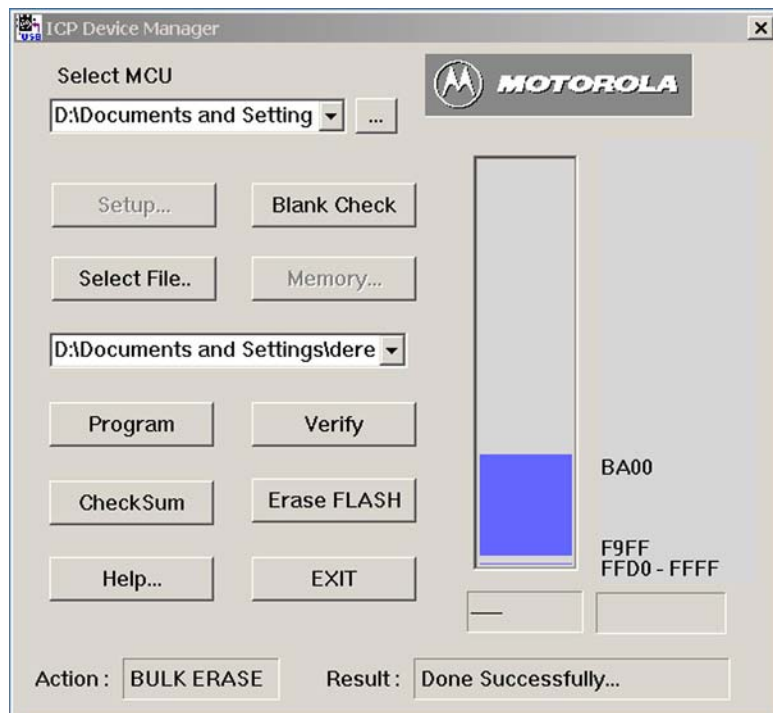 ICP Device Manager
USB
Select MCU
MOTOROLA
D:\Documents and Setting
...
Setup...
Blank Check
Select File..
Memory...
D:\Documents and Settings\dere
Program
Verify
BA00
CheckSum
Erase FLASH
F9FF
FFD0 - FFFF
Help...
EXIT
Action :
BULK ERASE
Result :
Done Successfully...